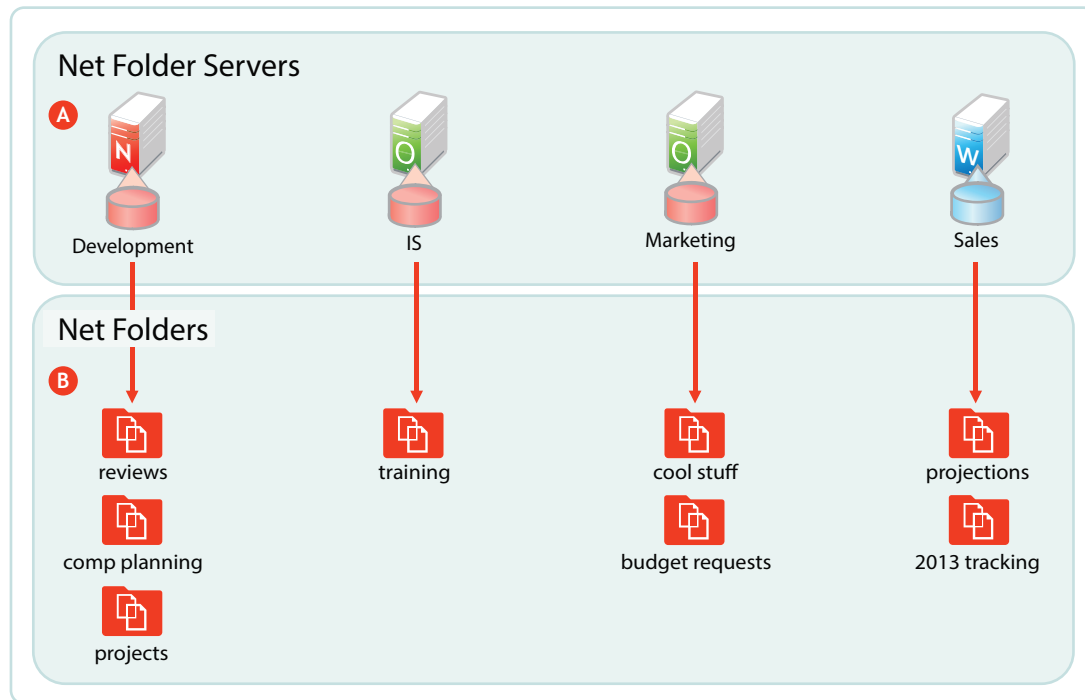 Net Folder Servers
A
N
O
O
W
Development
IS
Marketing
Sales
Net Folders
B
reviews
training
cool stuff
projections
comp planning
budget requests
2013 tracking
projects